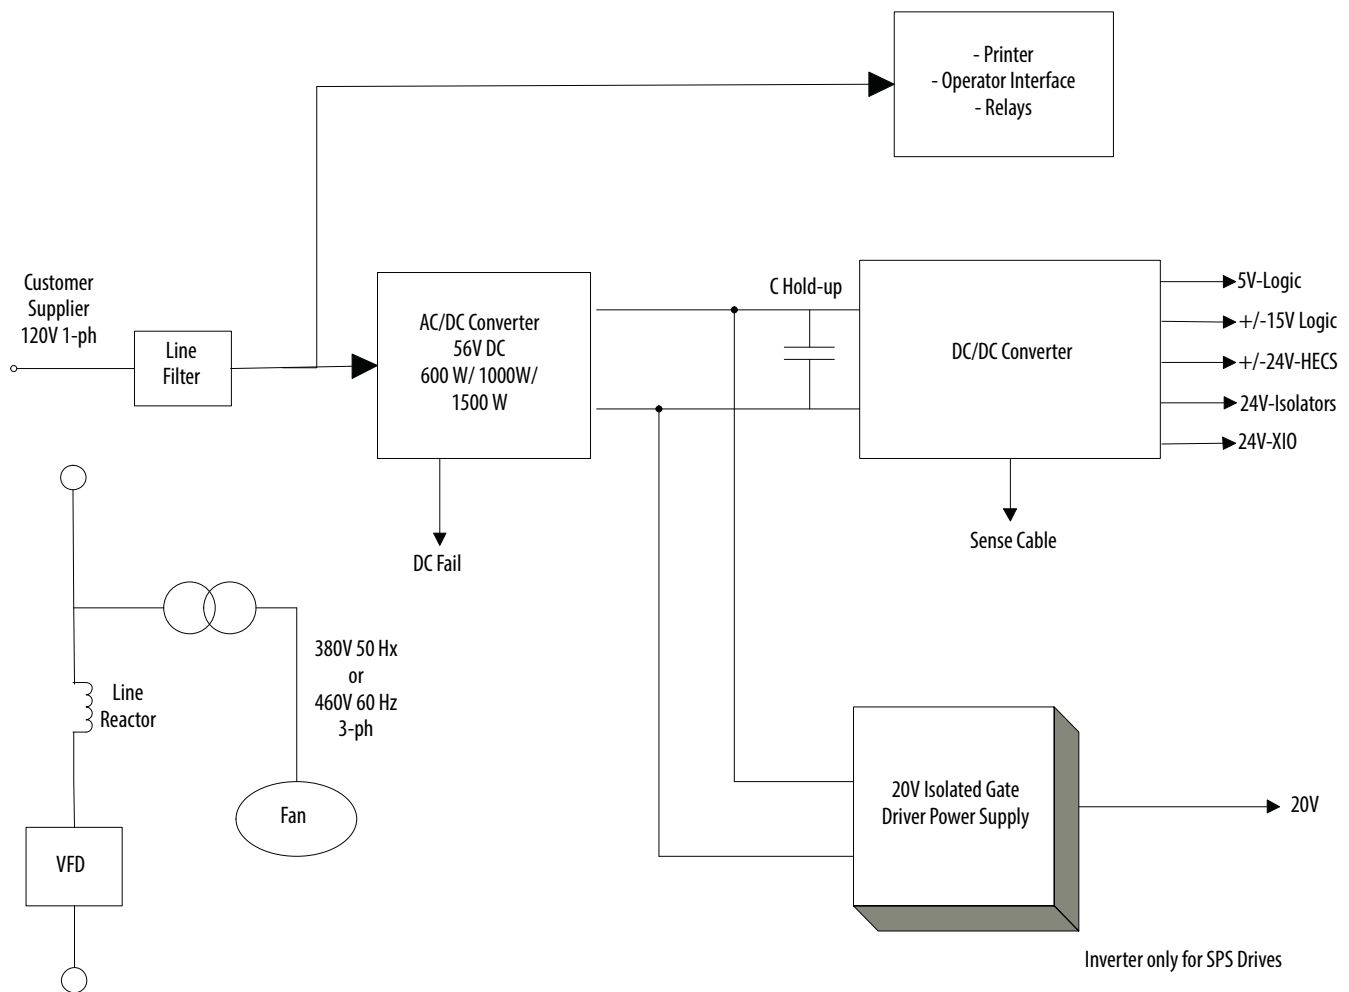 - Printer
- Operator Interface
- Relays
Customer
Supplier
120V 1-ph
Line
Filter
AC/DC Converter
56V DC
600 W/ 1000W/
1500 W
C Hold-up
DC/DC Converter
5V-Logic
+/-15V Logic
+/-24V-HECS
24V-Isolators
24V-XIO
DC Fail
Sense Cable
380V 50 Hx
or
460V 60 Hz
3-ph
Line
Reactor
Fan
VFD
20V Isolated Gate
Driver Power Supply
20V
Inverter only for SPS Drives